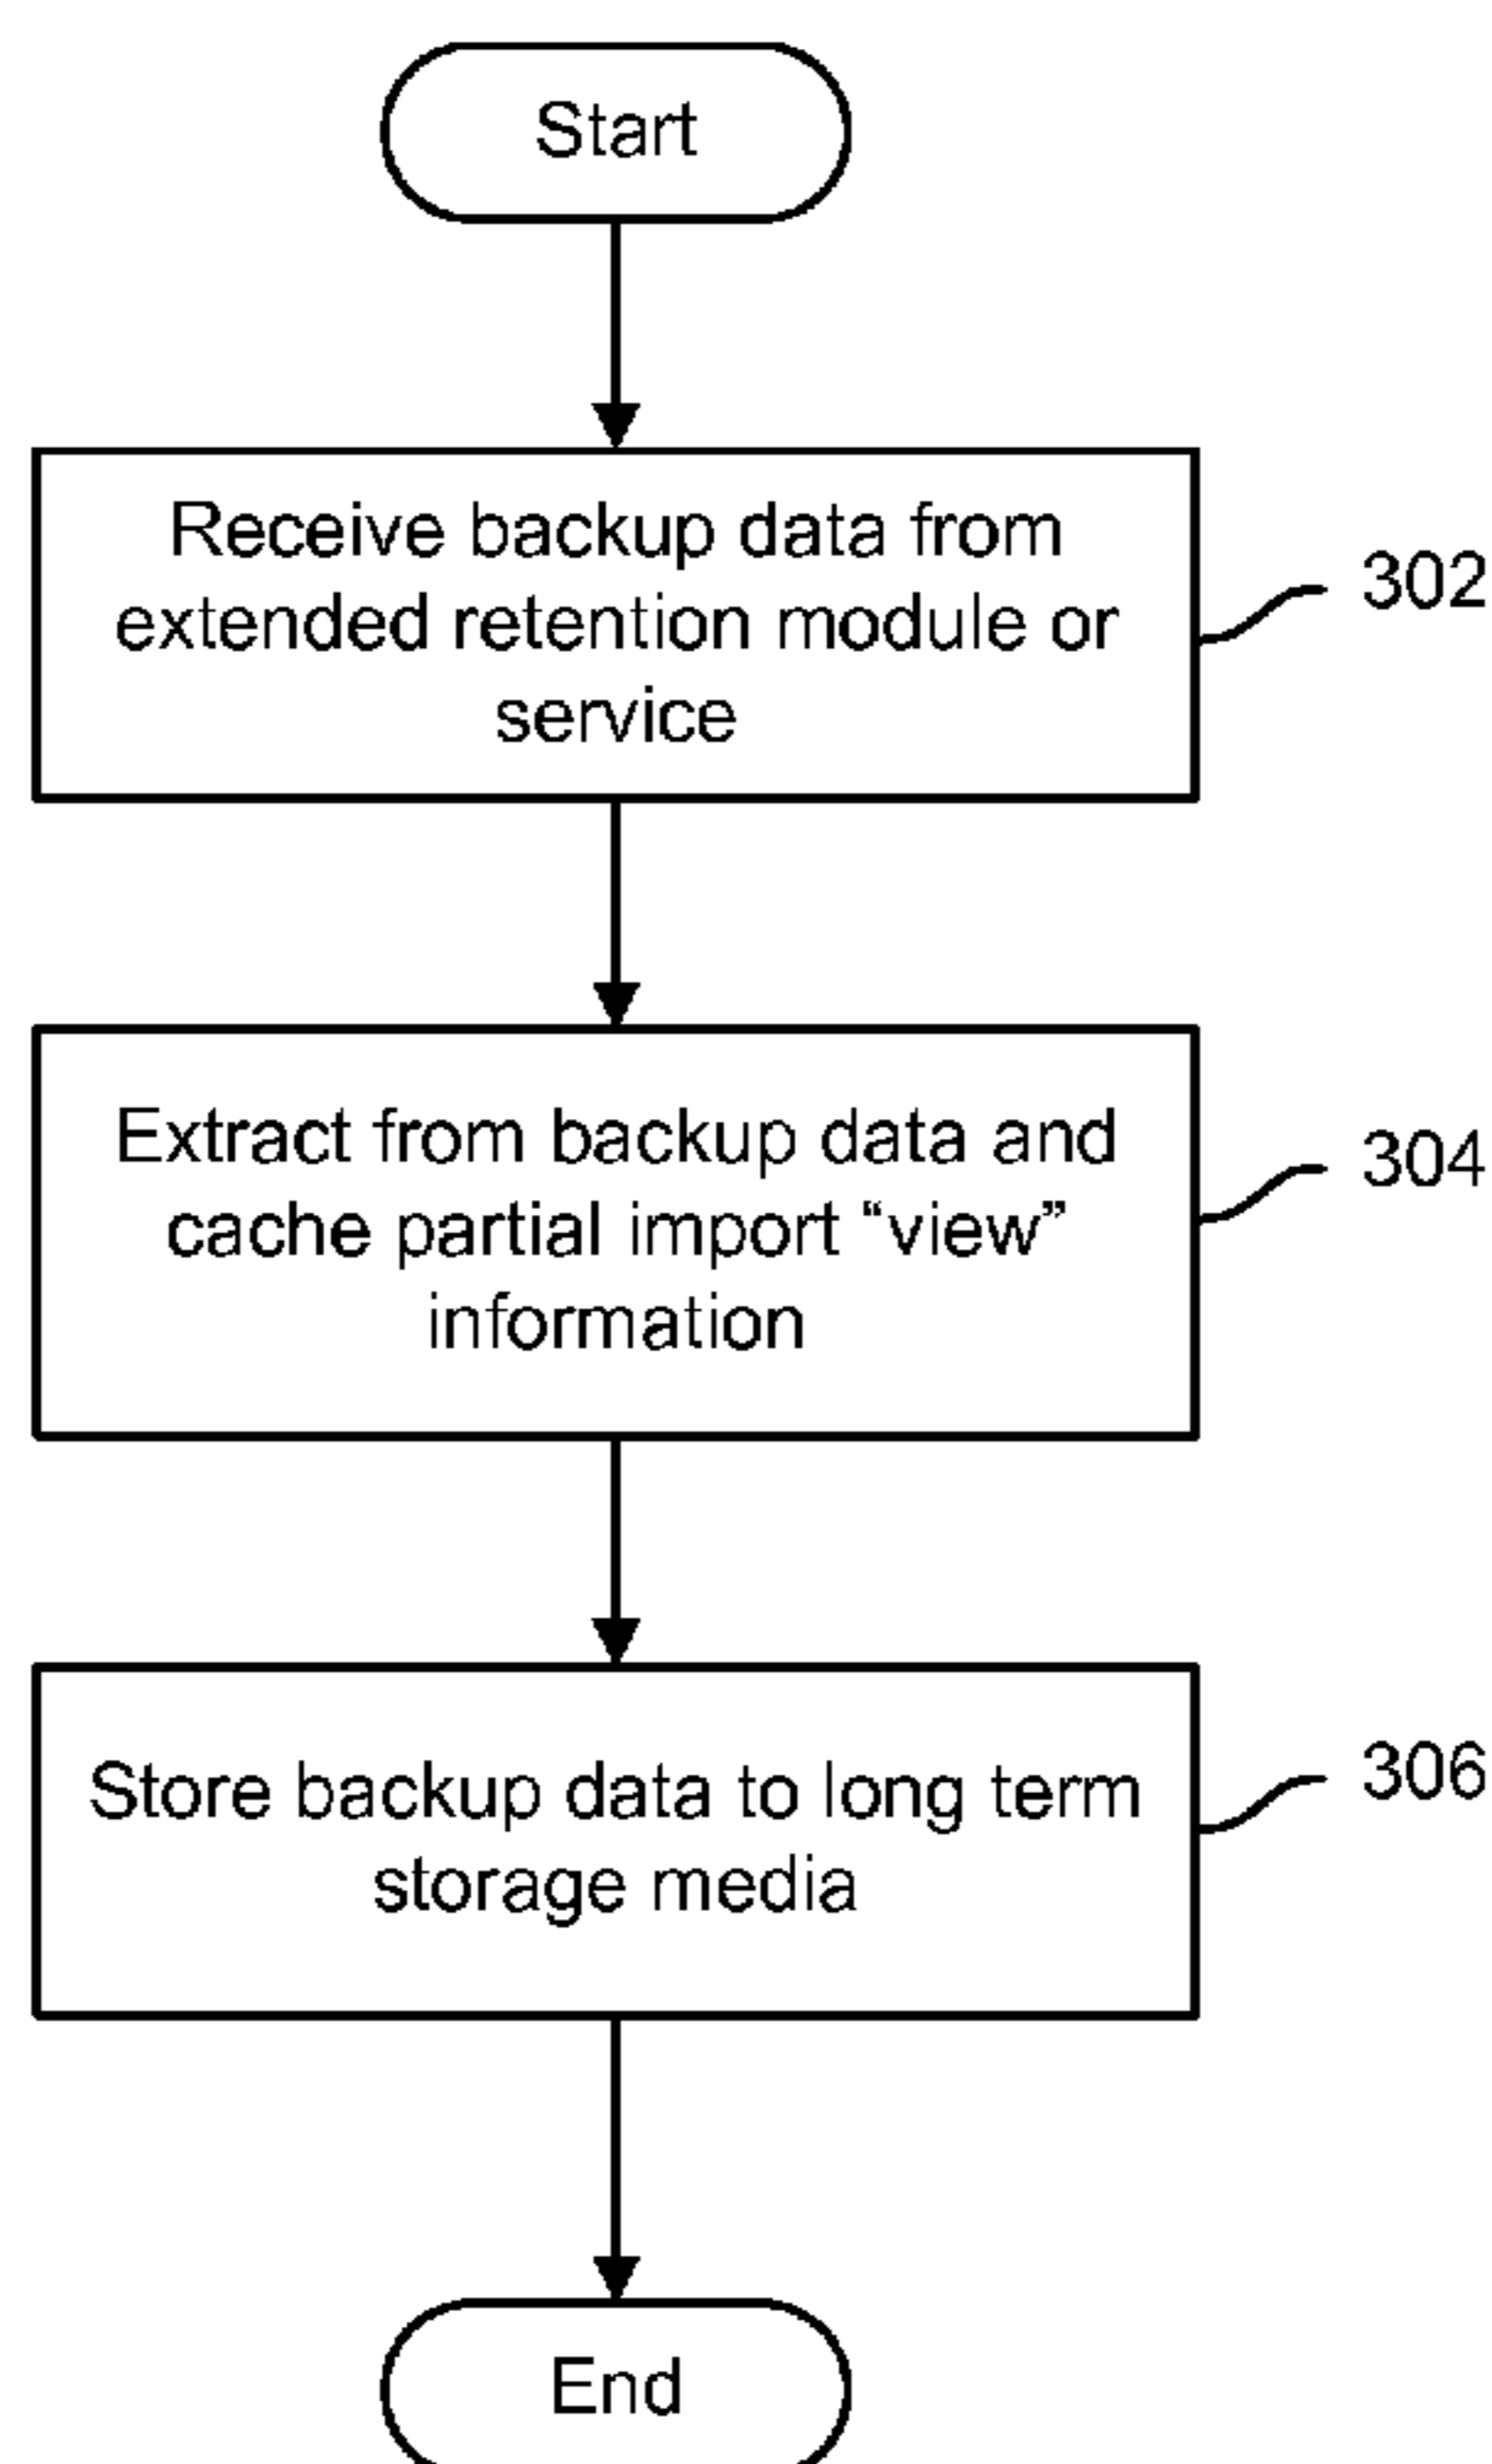 Start
Receive backup data from
extended retention module or
service
302
Extract from backup data and
cache partial import “view”
information
304
Store backup data to long term
storage media
306
End